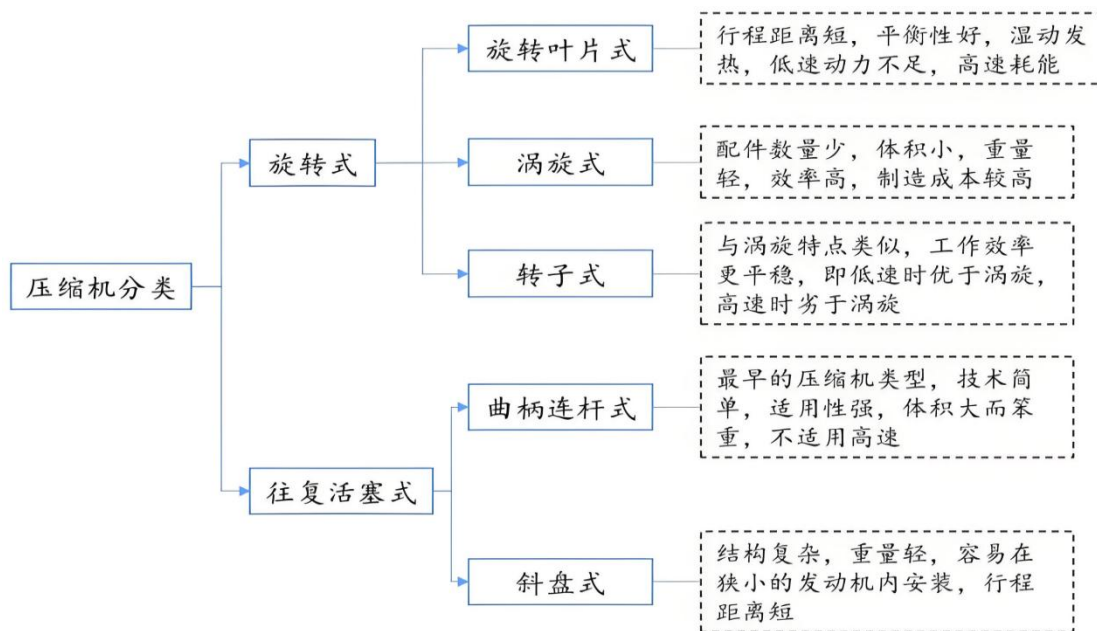 旋转叶片式
行程距离短，平衡性好，湿动发
热，低速动力不足，高速耗能
旋转式
涡旋式
配件数量少，体积小，重量
轻，效率高，制造成本较高
压缩机分类
转子式
与涡旋特点类似，工作效率
更平稳，即低速时优于涡旋，
高速时劣于涡旋
往复活塞式
曲柄连杆式
最早的压缩机类型，技术简
单，适用性强，体积大而笨
重，不适用高速
斜盘式
结构复杂，重量轻，容易在
狭小的发动机内安装，行程
距离短